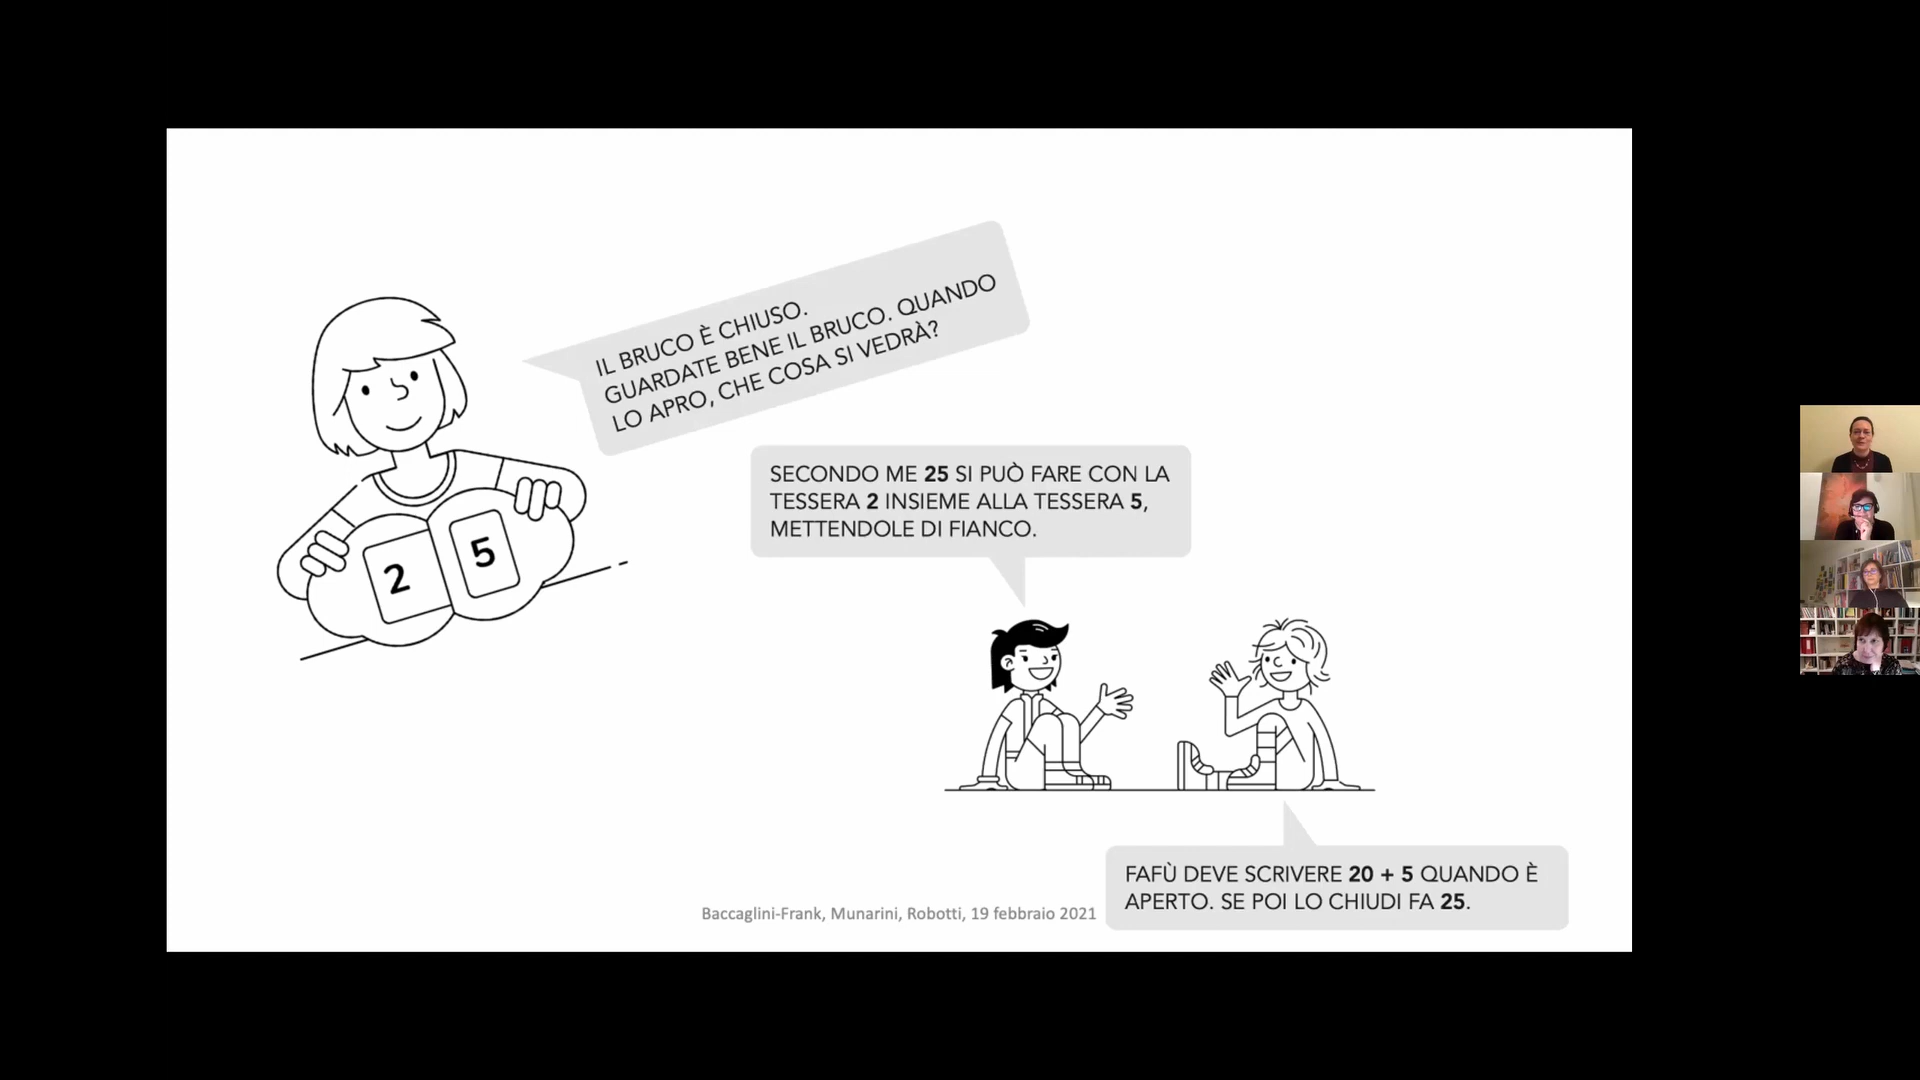 IL BRUCO È CHIUSO.
GUARDATE BENE IL BRUCO. QUANDO
LO APRO, CHE COSA SI VEDRÀ?
SECONDO ME 25 SI PUÒ FARE CON LA
TESSERA 2 INSIEME ALLA TESSERA 5,
METTENDOLE DI FIANCO.
2 5
FAFÙ DEVE SCRIVERE 20 + 5 QUANDO È
APERTO. SE POI LO CHIUDI FA 25.
Baccaglini-Frank, Munarini, Robotti, 19 febbraio 2021